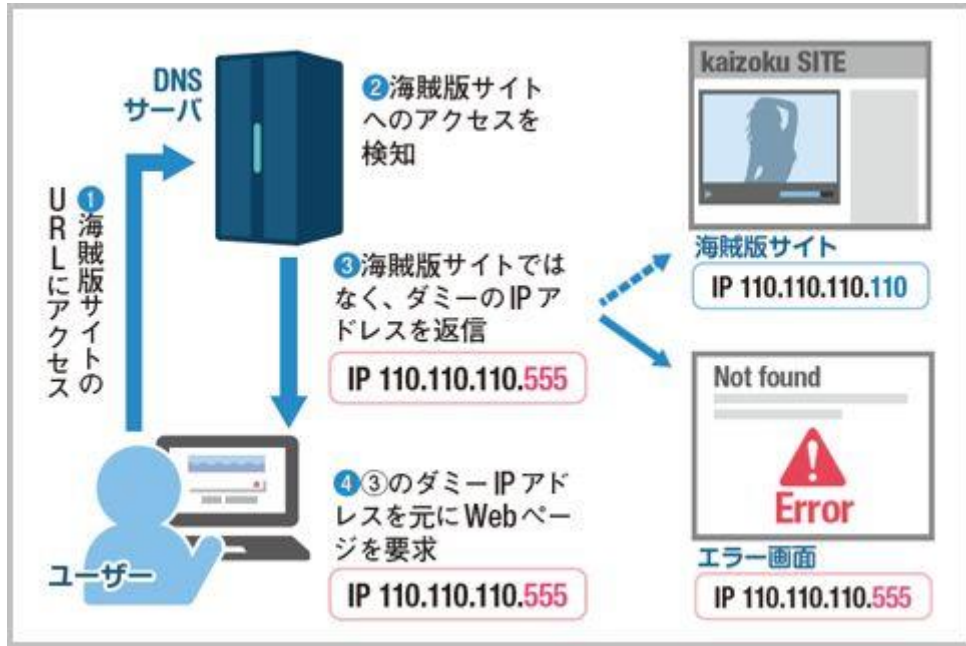 DNS
サーバ
❶海賊版サイトの
URLにアクセス
❷海賊版サイト
へのアクセスを
検知
❸海賊版サイトでは
なく、ダミーのIPア
ドレスを返信
IP 110.110.110.555
❹③のダミーIPアド
レスを元にWebペー
ジを要求
IP 110.110.110.555
ユーザー
kaizoku SITE
海賊版サイト
IP 110.110.110.110
Not found
Error
エラー画面
IP 110.110.110.555